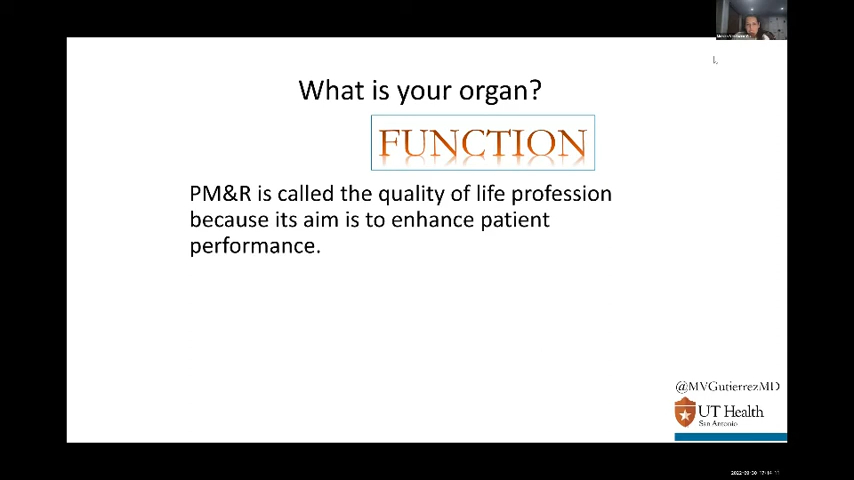 What is your organ?
FUNCTION
PM&R is called the quality of life profession
because its aim is to enhance patient
performance.
@MVGutierrezMD
UT Health
San Antonio